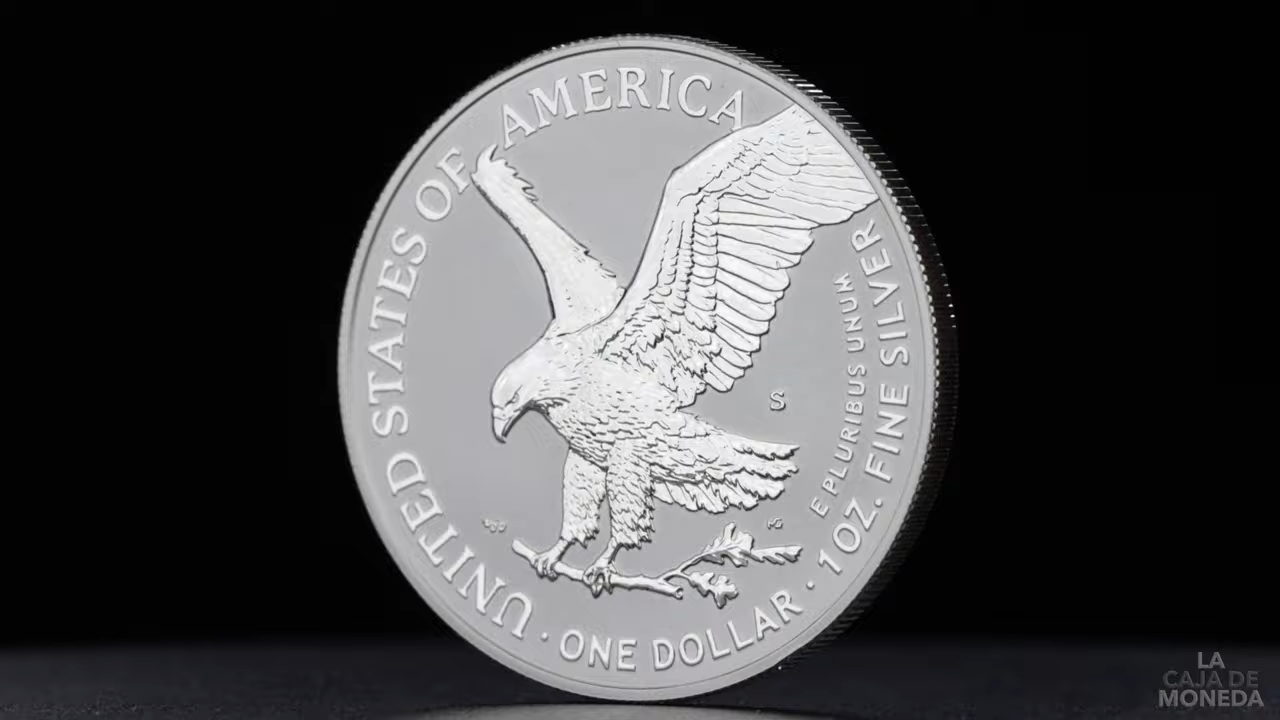 UNITED STATES OF AMERICA
S
E PLURIBUS UNUM
· ONE DOLLAR · 1 OZ. FINE SILVER
LA
CAJA DE
MONEDA